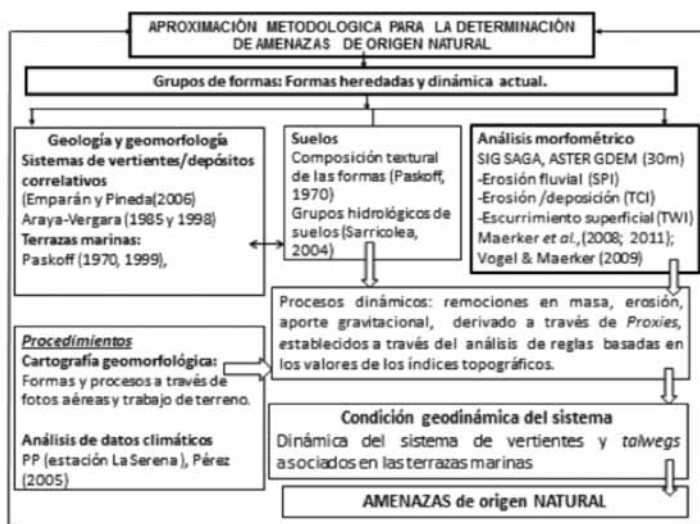 APROXIMACIÓN METODOLOGICA PARA LA DETERMINACIÓN
DE AMENAZAS DE ORIGEN NATURAL
Grupos de formas: Formas heredadas y dinámica actual.
Geología y geomorfología
Sistemas de vertientes/depósitos
correlativos
(Emparán y Pineda(2006)
Araya-Vergara (1985 y 1998)
Terrazas marinas:
Paskoff (1970, 1999),
Suelos
Composición textural
de las formas (Paskoff,
1970)
Grupos hidrológicos de
suelos (Sarricolea,
2004)
Análisis morfométrico
SIG SAGA, ASTER GDEM (30m)
-Erosión fluvial (SPI)
-Erosión /deposición (TCI)
-Escurrimiento superficial (TWI)
Maerker et al.,(2008; 2011);
Vogel & Maerker (2009)
Procesos dinámicos: remociones en masa, erosión,
aporte gravitacional, derivado a través de Proxies,
establecidos a través del análisis de reglas basadas en
los valores de los índices topográficos.
Procedimientos
Cartografía geomorfológica:
Formas y procesos a través de
fotos aéreas y trabajo de terreno.
Análisis de datos climáticos
PP (estación La Serena), Pérez
(2005)
Condición geodinámica del sistema
Dinámica del sistema de vertientes y talwegs
asociados en las terrazas marinas
AMENAZAS de origen NATURAL